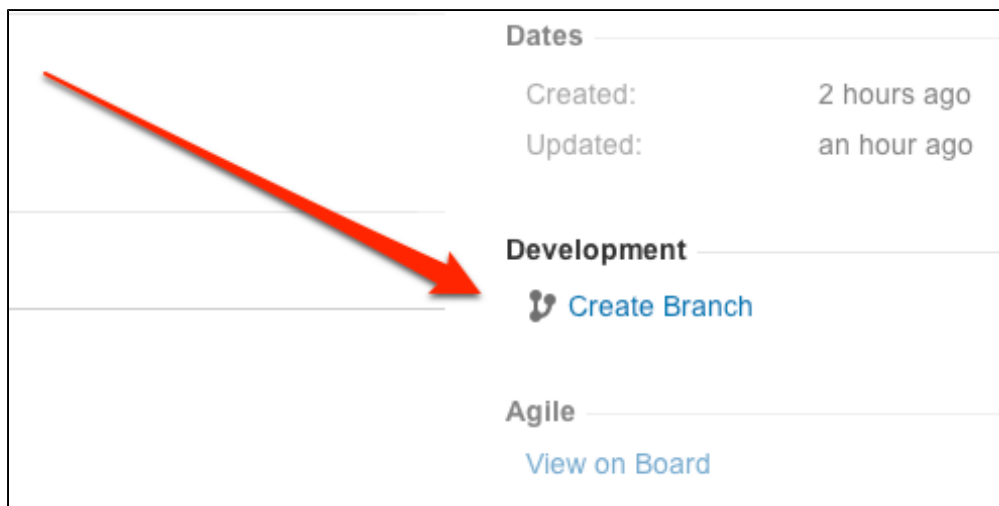 Dates
Created: 2 hours ago
Updated: an hour ago
Development
Create Branch
Agile
View on Board